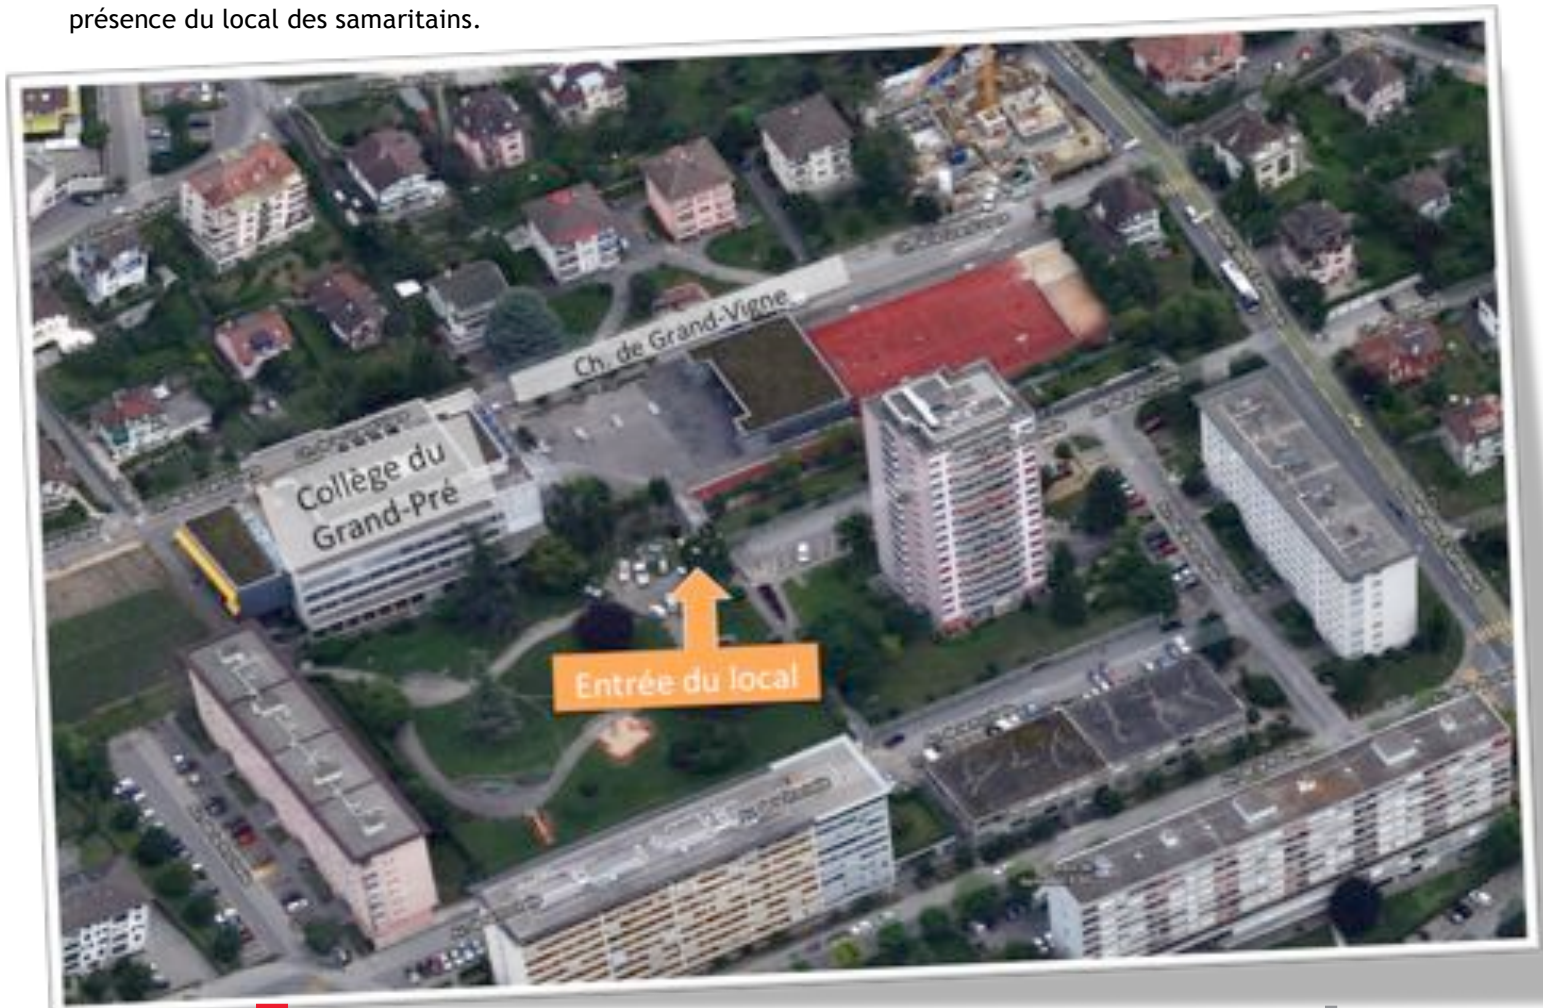 présence du local des samaritains.
Ch. de Grand-Vigne
Collège du
Grand-Pré
Entrée du local